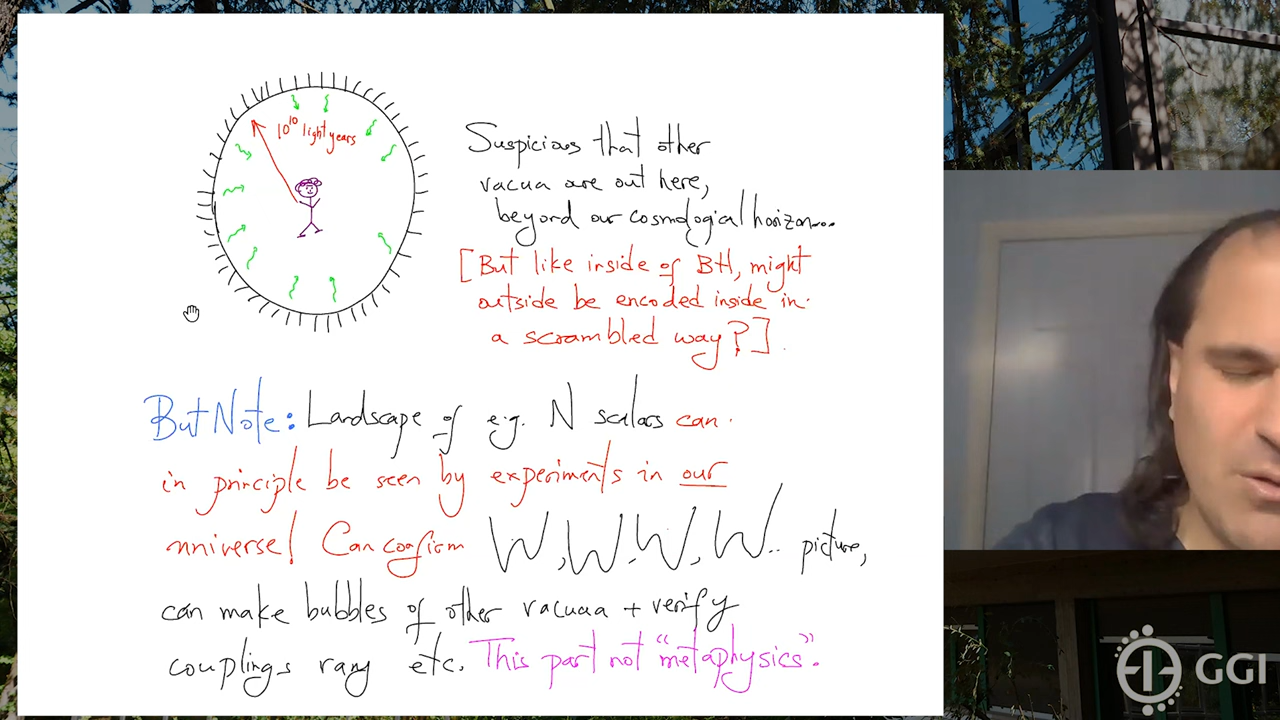 10^10 light years
Suspicious that other
vacua are out here,
beyond our cosmological horizon....
[But like inside of BH, might
outside be encoded inside in
a scrambled way?]
But Note: Landscape of e.g. N scalars can
in principle be seen by experiments in our
universe! Can confirm W, W, W, W... picture,
can make bubbles of other vacuua + verify
couplings vary etc. This part not "metaphysics".
GGI